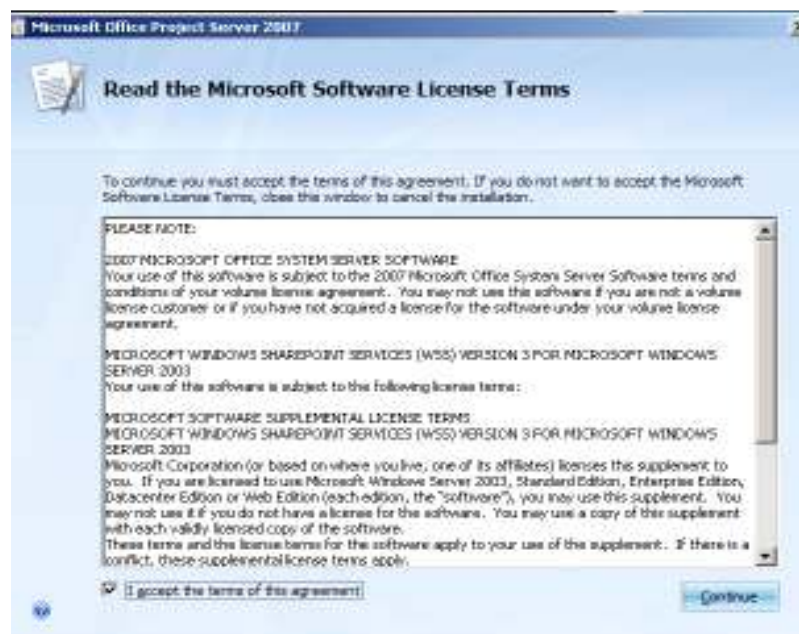 Microsoft Office Project Server 2007
Read the Microsoft Software License Terms
To continue you must accept the terms of this agreement. If you do not want to accept the Microsoft
Software License Terms, close this window to cancel the installation.
PLEASE NOTE:
2007 MICROSOFT OFFICE SYSTEM SERVER SOFTWARE
Your use of this software is subject to the 2007 Microsoft Office System Server Software terms and
conditions of your volume license agreement. You may not use this software if you are not a volume
license customer or if you have not acquired a license for the software under your volume license
agreement.
MICROSOFT WINDOWS SHAREPOINT SERVICES (WSS) VERSION 3 FOR MICROSOFT WINDOWS
SERVER 2003
Your use of this software is subject to the following license terms:
MICROSOFT SOFTWARE SUPPLEMENTAL LICENSE TERMS
MICROSOFT WINDOWS SHAREPOINT SERVICES (WSS) VERSION 3 FOR MICROSOFT WINDOWS
SERVER 2003
Microsoft Corporation (or based on where you live, one of its affiliates) licenses this supplement to
you. If you are licensed to use Microsoft Windows Server 2003, Standard Edition, Enterprise Edition,
Datacenter Edition or Web Edition (each edition, the "software"), you may use this supplement. You
may not use it if you do not have a license for the software. You may use a copy of this supplement
with each validly licensed copy of the software.
These terms and the license terms for the software apply to your use of the supplement. If there is a
conflict, these supplemental license terms apply.
I accept the terms of this agreement
Continue